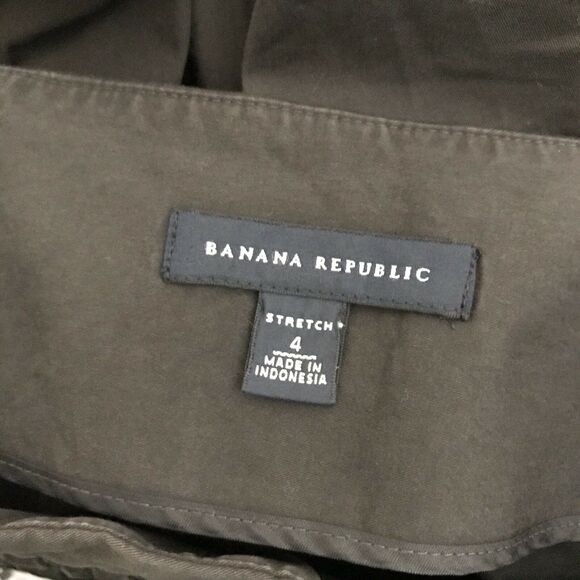 BANANA REPUBLIC
STRETCH
4
MADE IN
INDONESIA